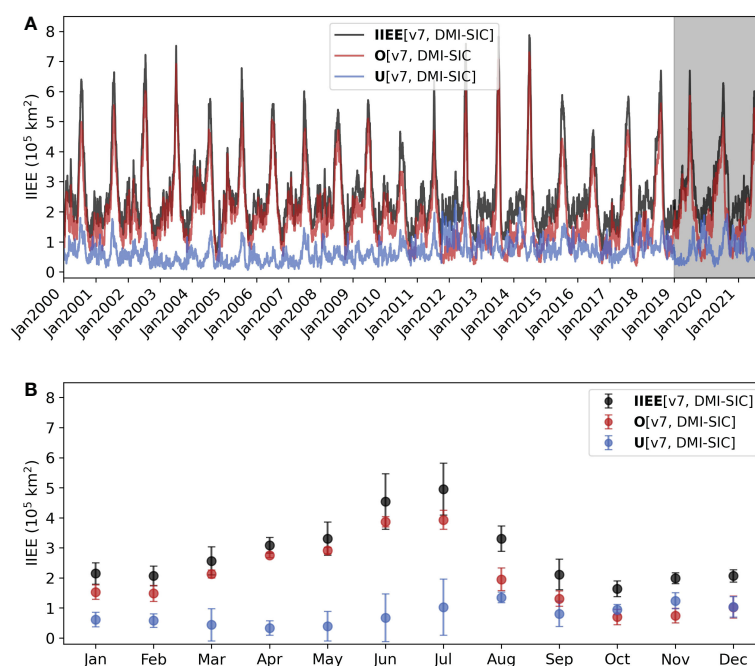 A
IIEE (10⁵ km²)
8
7
6
5
4
3
2
1
0
IIEE[v7, DMI-SIC]
O[v7, DMI-SIC
U[v7, DMI-SIC]
Jan2000 Jan2001 Jan2002 Jan2003 Jan2004 Jan2005 Jan2006 Jan2007 Jan2008 Jan2009 Jan2010 Jan2011 Jan2012 Jan2013 Jan2014 Jan2015 Jan2016 Jan2017 Jan2018 Jan2019 Jan2020 Jan2021
B
IIEE (10⁵ km²)
8
7
6
5
4
3
2
1
0
IIEE[v7, DMI-SIC]
O[v7, DMI-SIC]
U[v7, DMI-SIC]
Jan Feb Mar Apr May Jun Jul Aug Sep Oct Nov Dec